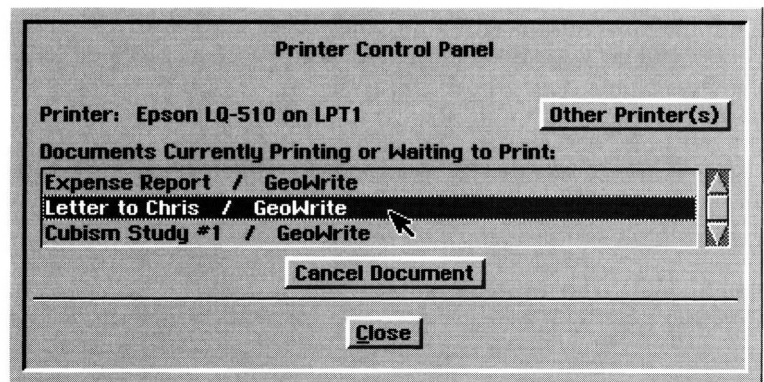 Printer Control Panel
Printer: Epson LQ-510 on LPT1 Other Printer(s)
Documents Currently Printing or Waiting to Print:
Expense Report / GeoWrite
Letter to Chris / GeoWrite
Cubism Study #1 / GeoWrite
Cancel Document
Close